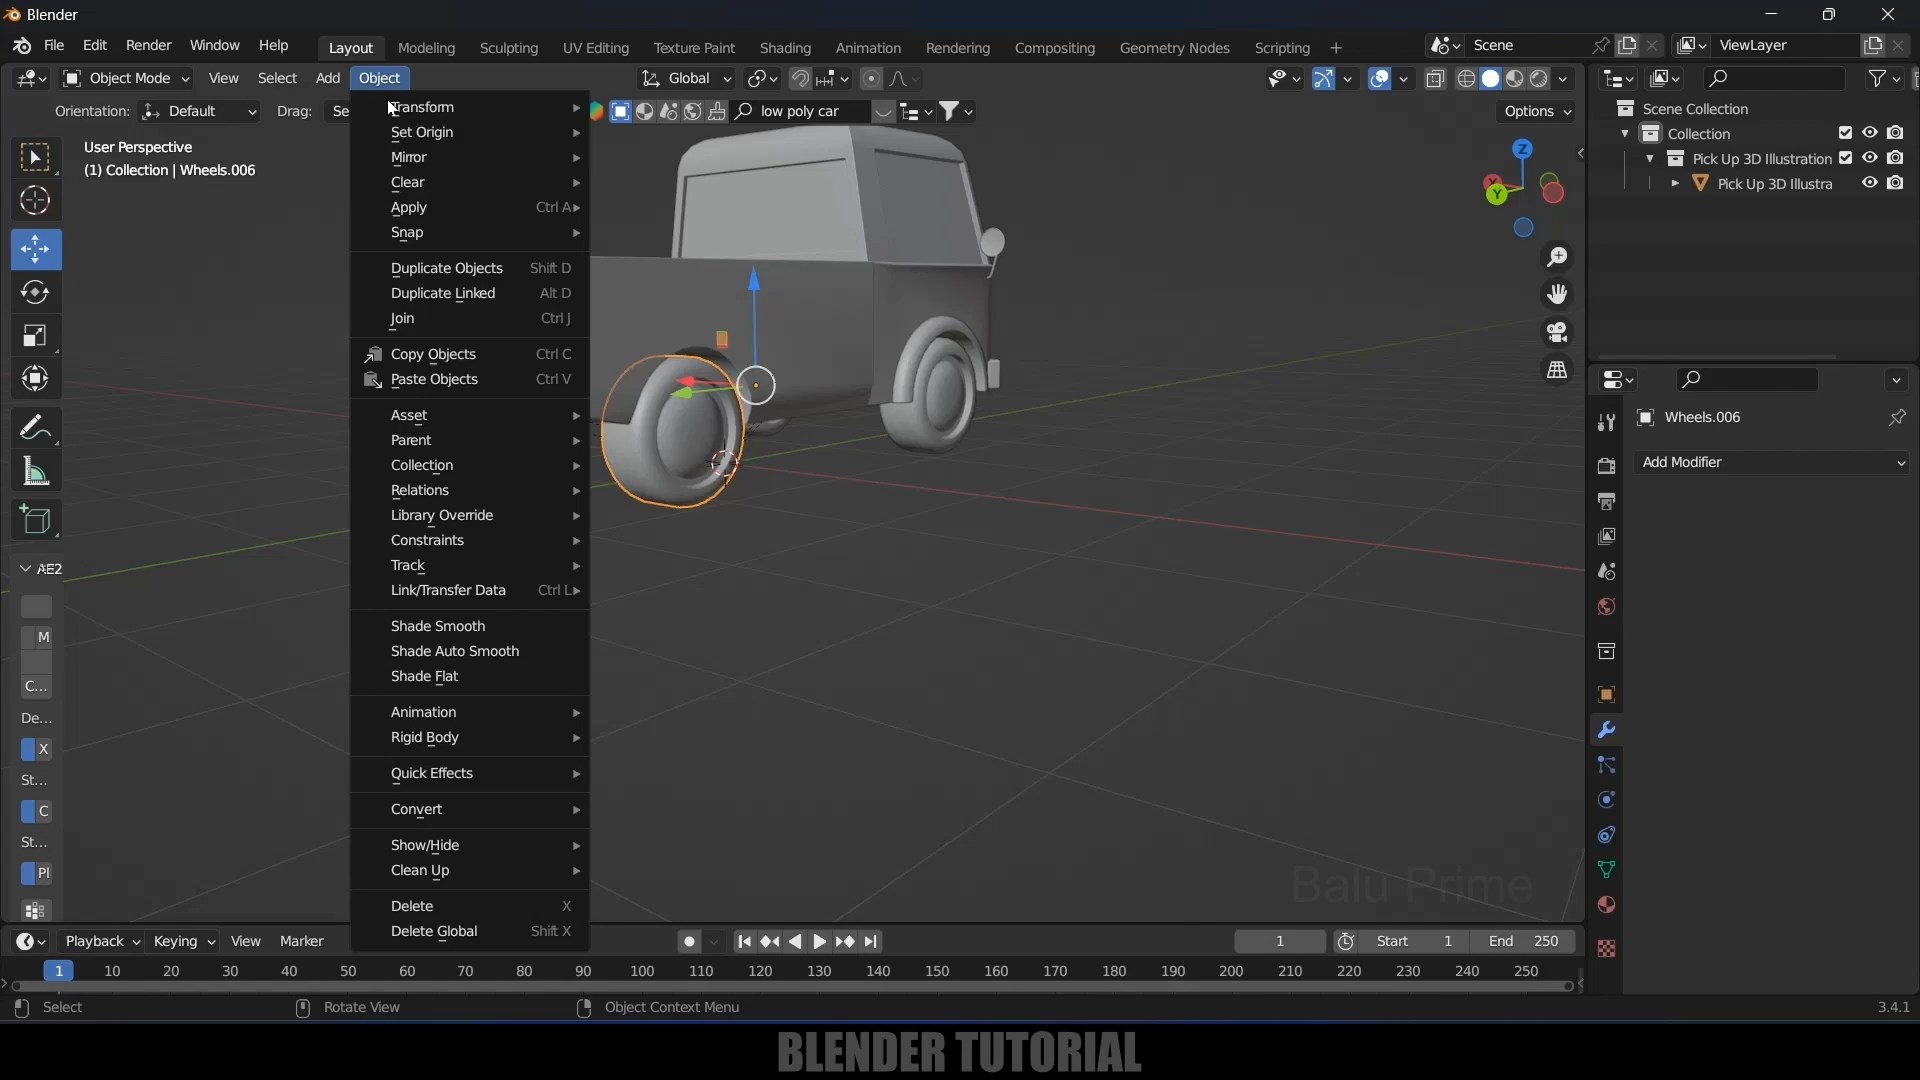 Blender
File Edit Render Window Help Layout Modeling Sculpting UV Editing Texture Paint Shading Animation Rendering Compositing Geometry Nodes Scripting + Scene ViewLayer
Object Mode View Select Add Object Global
Orientation: Default Drag: Se low poly car Options
User Perspective
(1) Collection | Wheels.006
Transform
Set Origin
Mirror
Clear
Apply Ctrl A
Snap
Duplicate Objects Shift D
Duplicate Linked Alt D
Join Ctrl J
Copy Objects Ctrl C
Paste Objects Ctrl V
Asset
Parent
Collection
Relations
Library Override
Constraints
Track
Link/Transfer Data Ctrl L
Shade Smooth
Shade Auto Smooth
Shade Flat
Animation
Rigid Body
Quick Effects
Convert
Show/Hide
Clean Up
Delete X
Delete Global Shift X
Z
Y
X
Scene Collection
Collection
Pick Up 3D Illustration
Pick Up 3D Illustra
Wheels.006
Add Modifier
AE2
M
C...
De...
X
St...
C
St...
Pl
Balu Prime
Playback Keying View Marker 1 Start 1 End 250
1 10 20 30 40 50 60 70 80 90 100 110 120 130 140 150 160 170 180 190 200 210 220 230 240 250
Select Rotate View Object Context Menu 3.4.1
BLENDER TUTORIAL